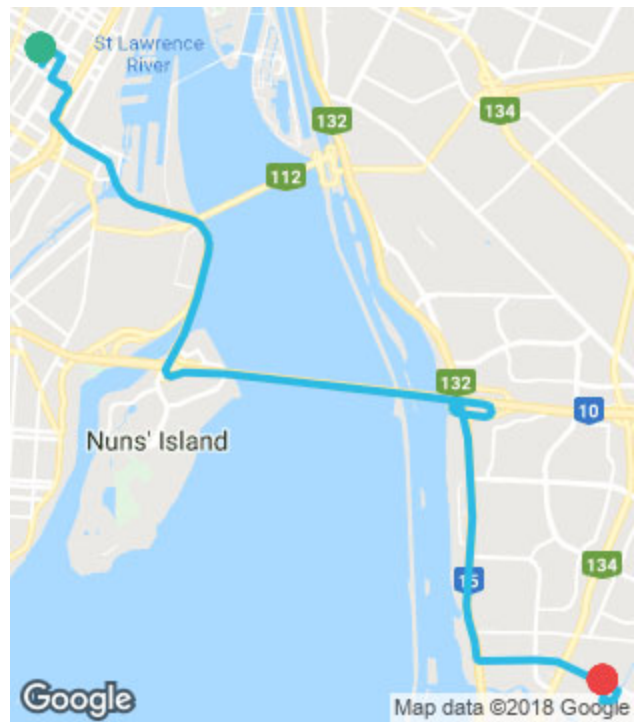 St Lawrence
River
132
134
112
132
10
Nuns' Island
134
15
Google
Map data ©2018 Google